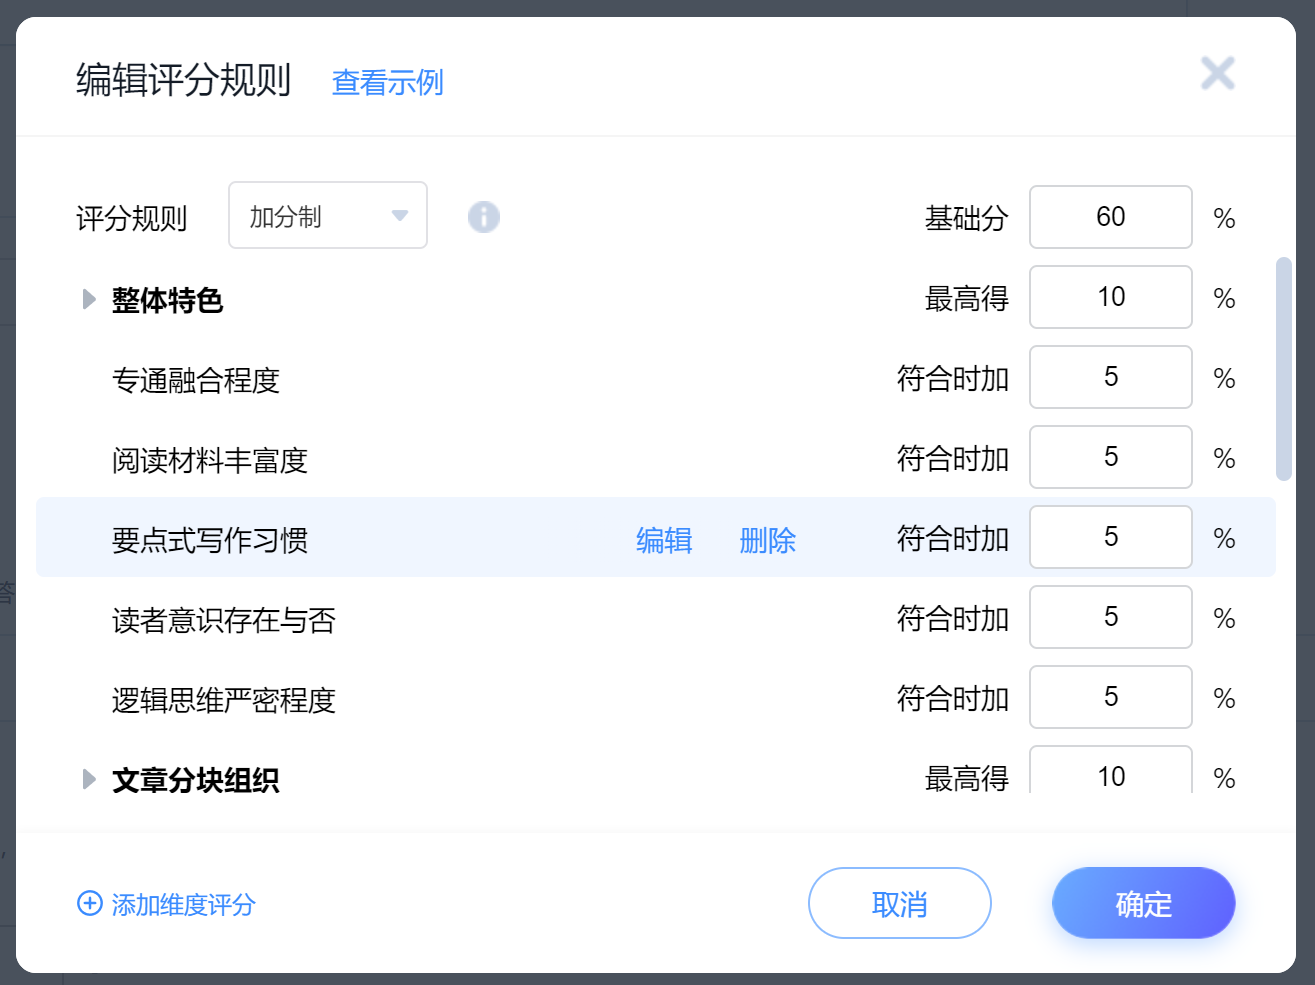 编辑评分规则 查看示例
评分规则 加分制 基础分 60 %
整体特色 最高得 10 %
专通融合程度 符合时加 5 %
阅读材料丰富度 符合时加 5 %
要点式写作习惯 编辑 删除 符合时加 5 %
读者意识存在与否 符合时加 5 %
逻辑思维严密程度 符合时加 5 %
文章分块组织 最高得 10 %
添加维度评分 取消 确定